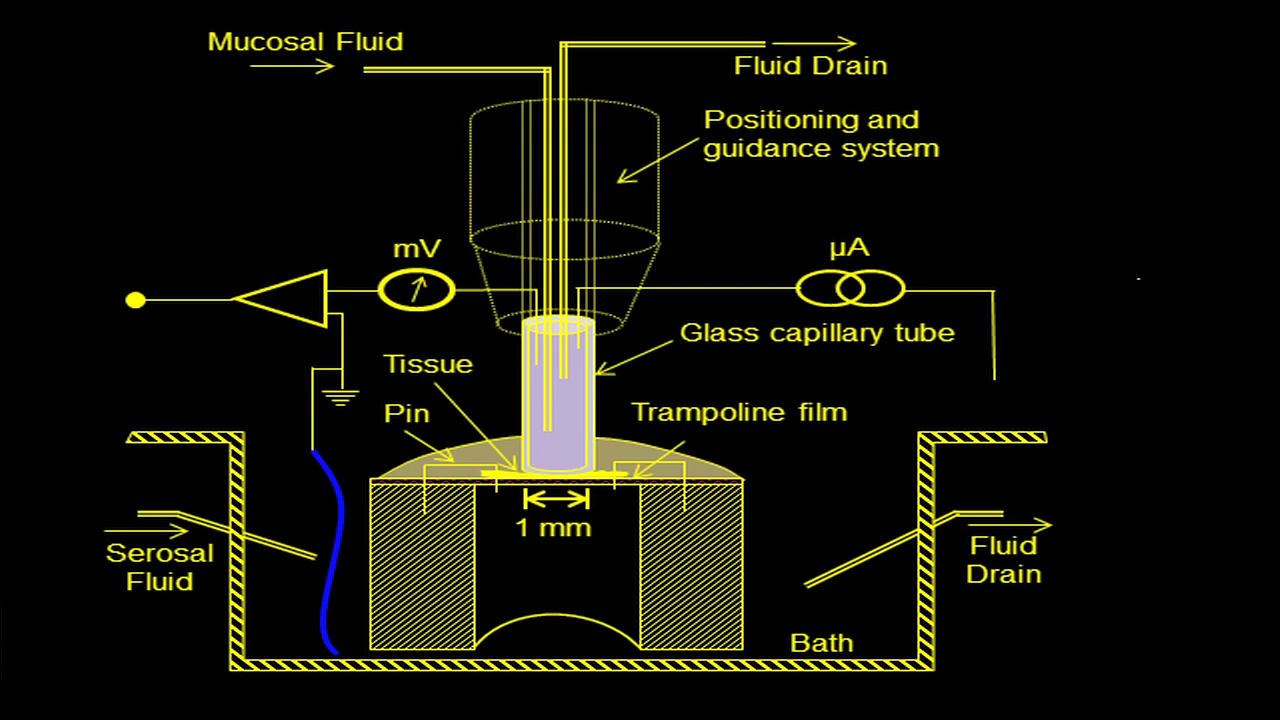 Mucosal Fluid
Fluid Drain
Positioning and
guidance system
mV
µA
Glass capillary tube
Tissue
Pin
Trampoline film
1 mm
Serosal
Fluid
Fluid
Drain
Bath